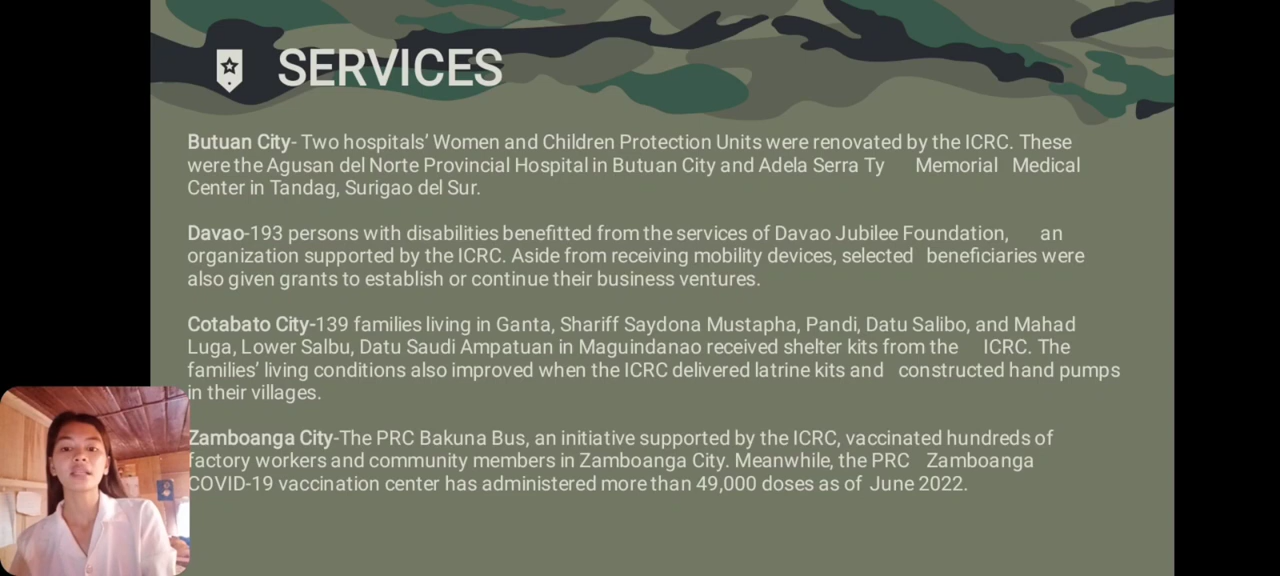 SERVICES
Butuan City- Two hospitals’ Women and Children Protection Units were renovated by the ICRC. These
were the Agusan del Norte Provincial Hospital in Butuan City and Adela Serra Ty Memorial Medical
Center in Tandag, Surigao del Sur.
Davao-193 persons with disabilities benefitted from the services of Davao Jubilee Foundation, an
organization supported by the ICRC. Aside from receiving mobility devices, selected beneficiaries were
also given grants to establish or continue their business ventures.
Cotabato City-139 families living in Ganta, Shariff Saydona Mustapha, Pandi, Datu Salibo, and Mahad
Luga, Lower Salbu, Datu Saudi Ampatuan in Maguindanao received shelter kits from the ICRC. The
families’ living conditions also improved when the ICRC delivered latrine kits and constructed hand pumps
in their villages.
Zamboanga City-The PRC Bakuna Bus, an initiative supported by the ICRC, vaccinated hundreds of
factory workers and community members in Zamboanga City. Meanwhile, the PRC Zamboanga
COVID-19 vaccination center has administered more than 49,000 doses as of June 2022.